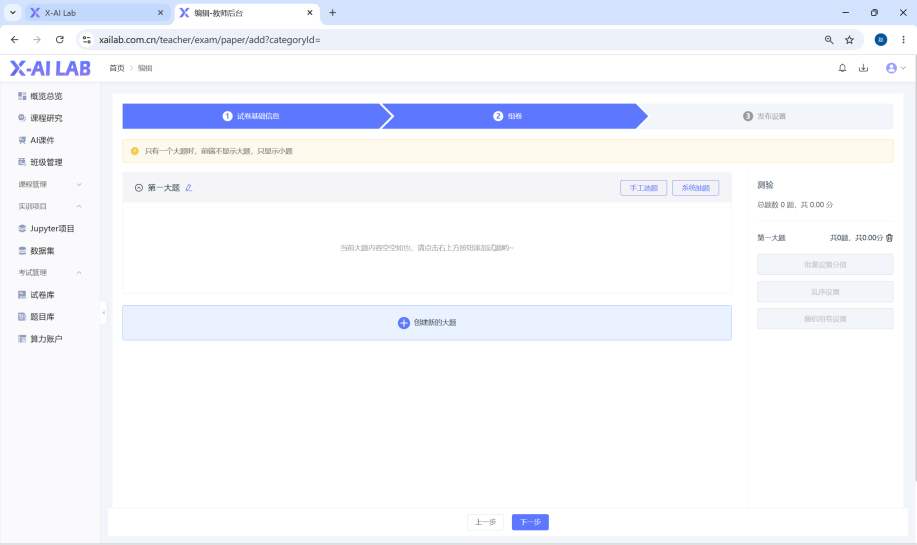 X-AI Lab
编辑-教师后台
xailab.com.cn/teacher/exam/paper/add?categoryId=
X-AI LAB
首页 > 编辑
概览总览
课程研究
AI课件
班级管理
课程管理
实训项目
Jupyter项目
数据集
考试管理
试卷库
题目库
算力账户
1 试卷基础信息
2 组卷
3 发布设置
只有一个大题时，前端不显示大题，只显示小题
第一大题
手工选题
系统抽题
当前大题内容空空如也，请点击右上方按钮添加试题哟~
创建新的大题
测验
总题数 0 题，共 0.00 分
第一大题 共0题，共0.00分
批量设置分值
乱序设置
随机组卷设置
上一步
下一步